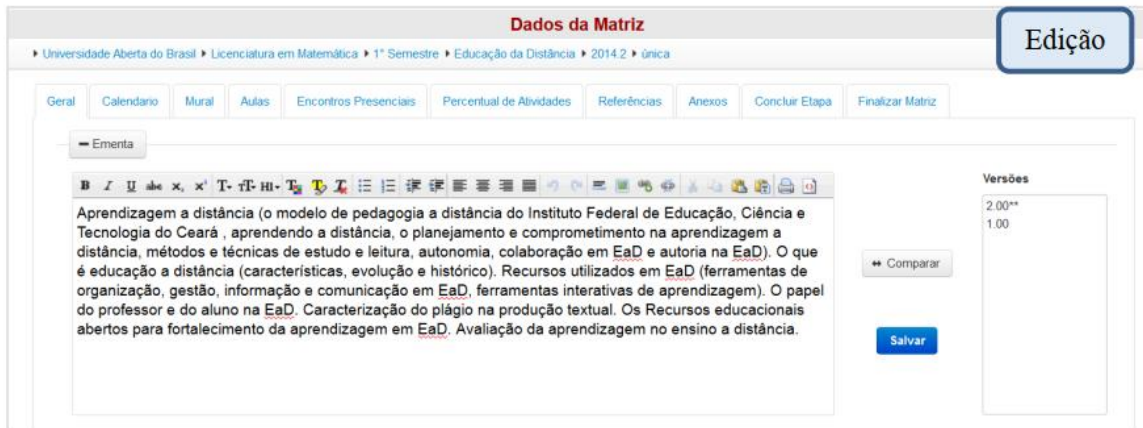 Dados da Matriz
Edição
Universidade Aberta do Brasil Licenciatura em Matemática 1° Semestre Educação da Distância 2014.2 única
Geral Calendario Mural Aulas Encontros Presenciais Percentual de Atividades Referências Anexos Concluir Etapa Finalizar Matriz
Ementa
Aprendizagem a distância (o modelo de pedagogia a distância do Instituto Federal de Educação, Ciência e
Tecnologia do Ceará , aprendendo a distância, o planejamento e comprometimento na aprendizagem a
distância, métodos e técnicas de estudo e leitura, autonomia, colaboração em EaD e autoria na EaD). O que
é educação a distância (características, evolução e histórico). Recursos utilizados em EaD (ferramentas de
organização, gestão, informação e comunicação em EaD, ferramentas interativas de aprendizagem). O papel
do professor e do aluno na EaD. Caracterização do plágio na produção textual. Os Recursos educacionais
abertos para fortalecimento da aprendizagem em EaD. Avaliação da aprendizagem no ensino a distância.
Comparar
Salvar
Versões
2.00**
1.00